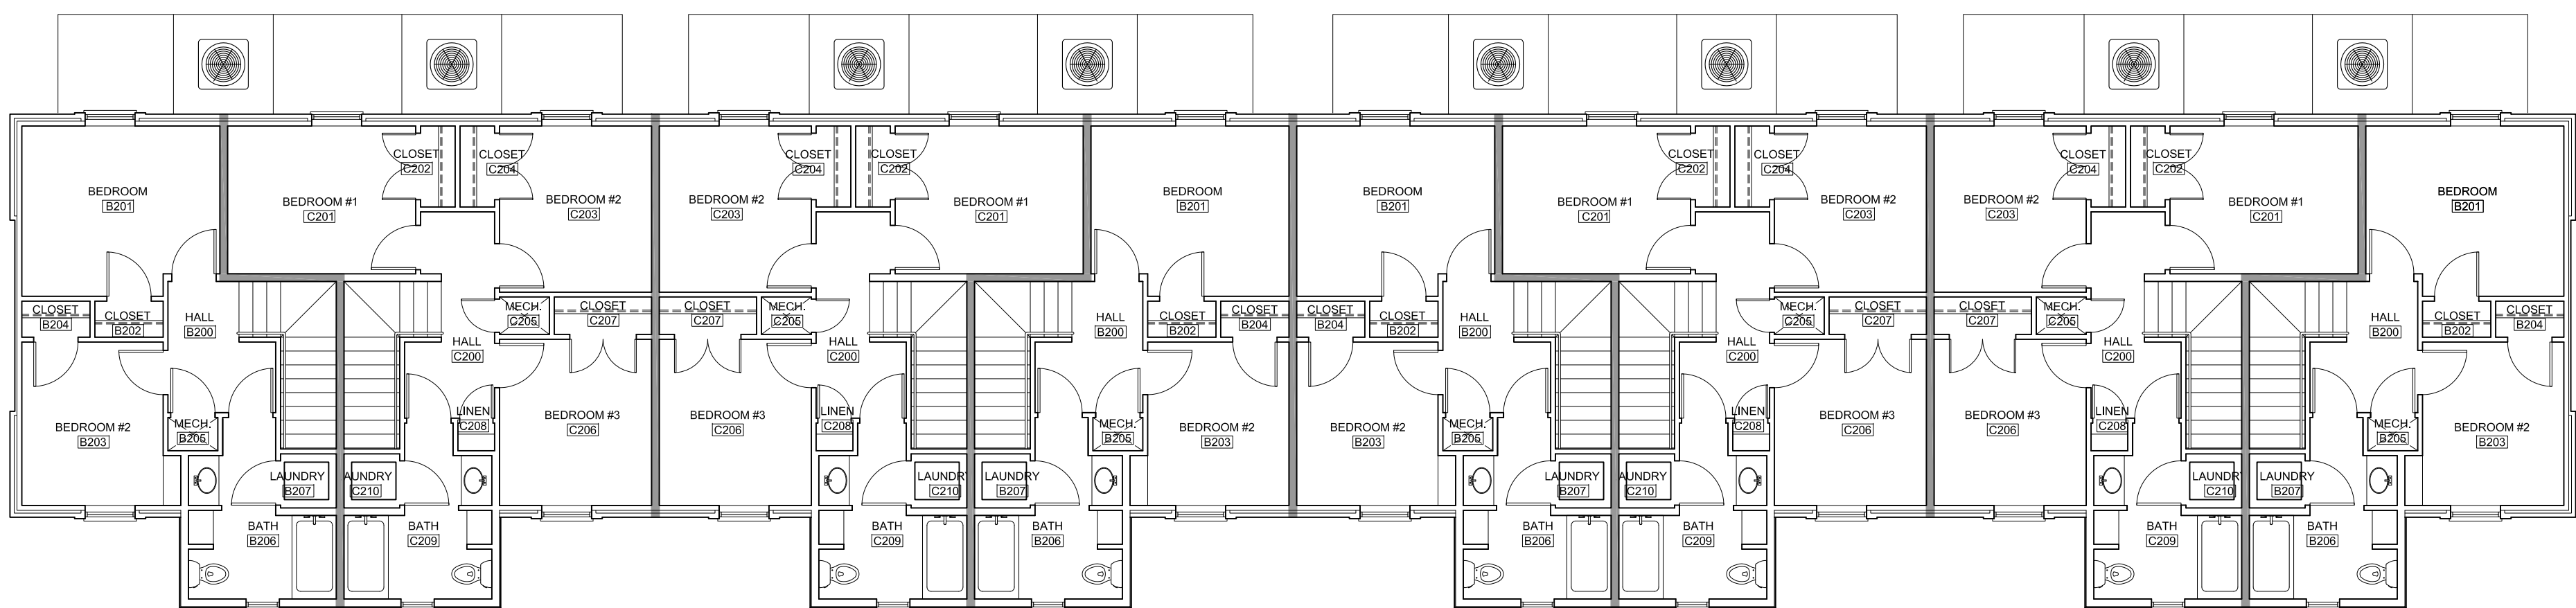 BEDROOM
B201
BEDROOM #1
C201
CLOSET
C202
CLOSET
C204
BEDROOM #2
C203
BEDROOM #2
C203
CLOSET
C204
CLOSET
C202
BEDROOM #1
C201
BEDROOM
B201
BEDROOM
B201
BEDROOM #1
C201
CLOSET
C202
CLOSET
C204
BEDROOM #2
C203
BEDROOM #2
C203
CLOSET
C204
CLOSET
C202
BEDROOM #1
C201
BEDROOM
B201
CLOSET
B204
CLOSET
B202
HALL
B200
MECH.
C205
CLOSET
C207
CLOSET
C207
MECH.
C205
HALL
B200
CLOSET
B202
CLOSET
B204
CLOSET
B204
CLOSET
B202
HALL
B200
MECH.
C205
CLOSET
C207
CLOSET
C207
MECH.
C205
HALL
B200
CLOSET
B202
CLOSET
B204
HALL
C200
HALL
C200
HALL
C200
HALL
C200
BEDROOM #2
B203
MECH.
B205
LINEN
C208
BEDROOM #3
C206
BEDROOM #3
C206
LINEN
C208
MECH.
B205
BEDROOM #2
B203
BEDROOM #2
B203
MECH.
B205
LINEN
C208
BEDROOM #3
C206
BEDROOM #3
C206
LINEN
C208
MECH.
B205
BEDROOM #2
B203
LAUNDRY
B207
AUNDRY
C210
LAUNDR
C210
LAUNDRY
B207
LAUNDRY
B207
AUNDRY
C210
LAUNDR
C210
LAUNDRY
B207
BATH
B206
BATH
C209
BATH
C209
BATH
B206
BATH
B206
BATH
C209
BATH
C209
BATH
B206